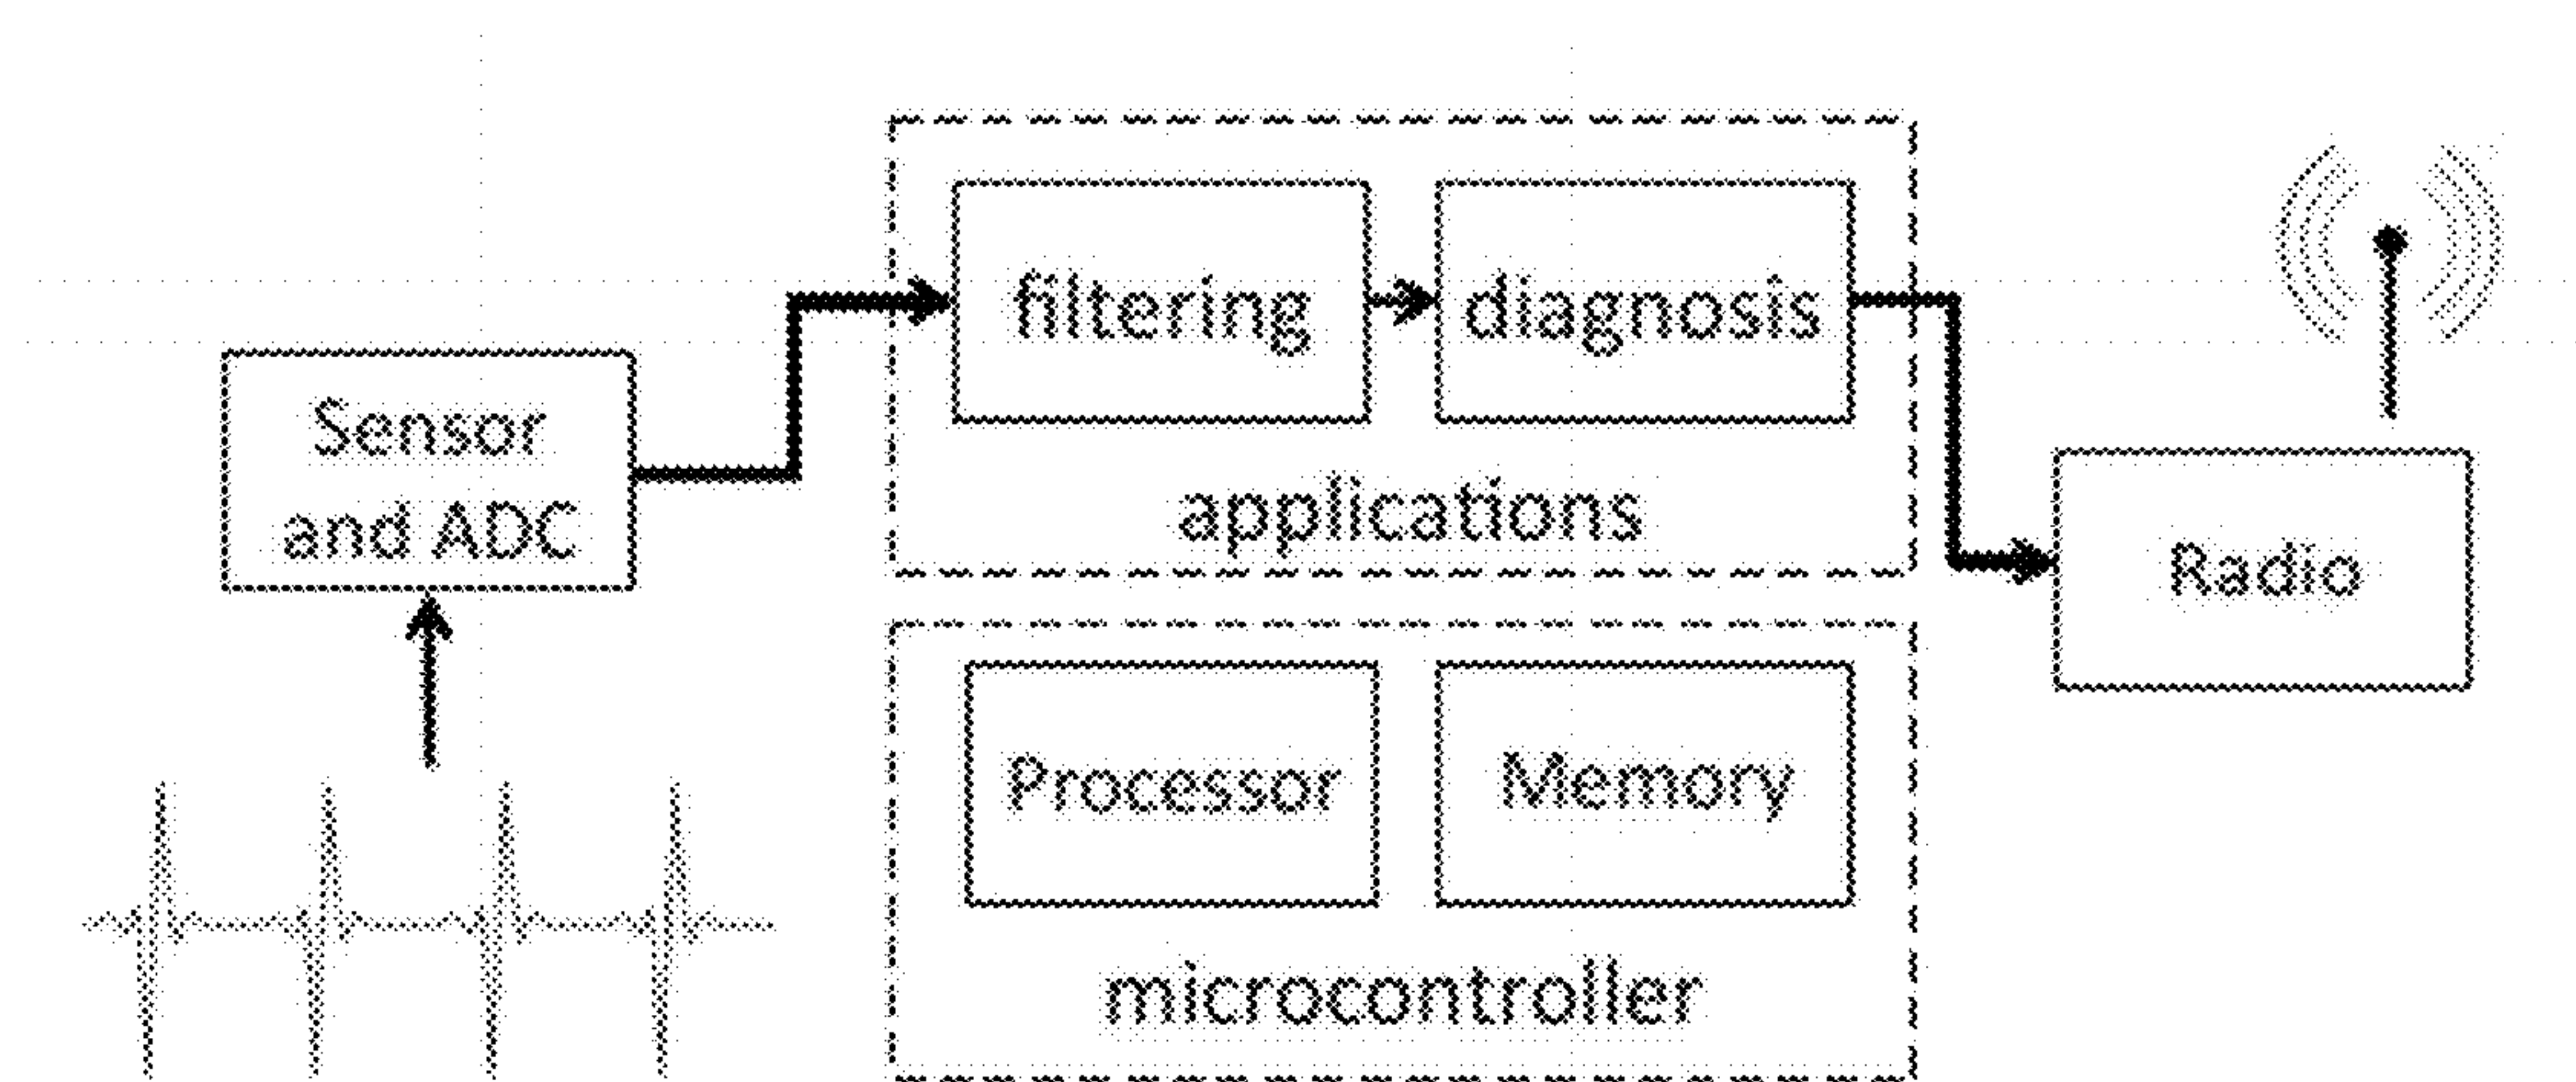 filtering
diagnosis
applications
Sensor
and ADC
Radio
Processor
Memory
microcontroller